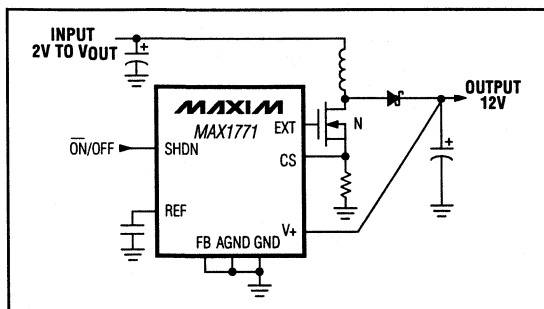 INPUT
2V TO VOUT
OUTPUT
12V
MAXIM
MAX1771
EXT
N
ON/OFF
SHDN
CS
REF
V+
FB AGND GND